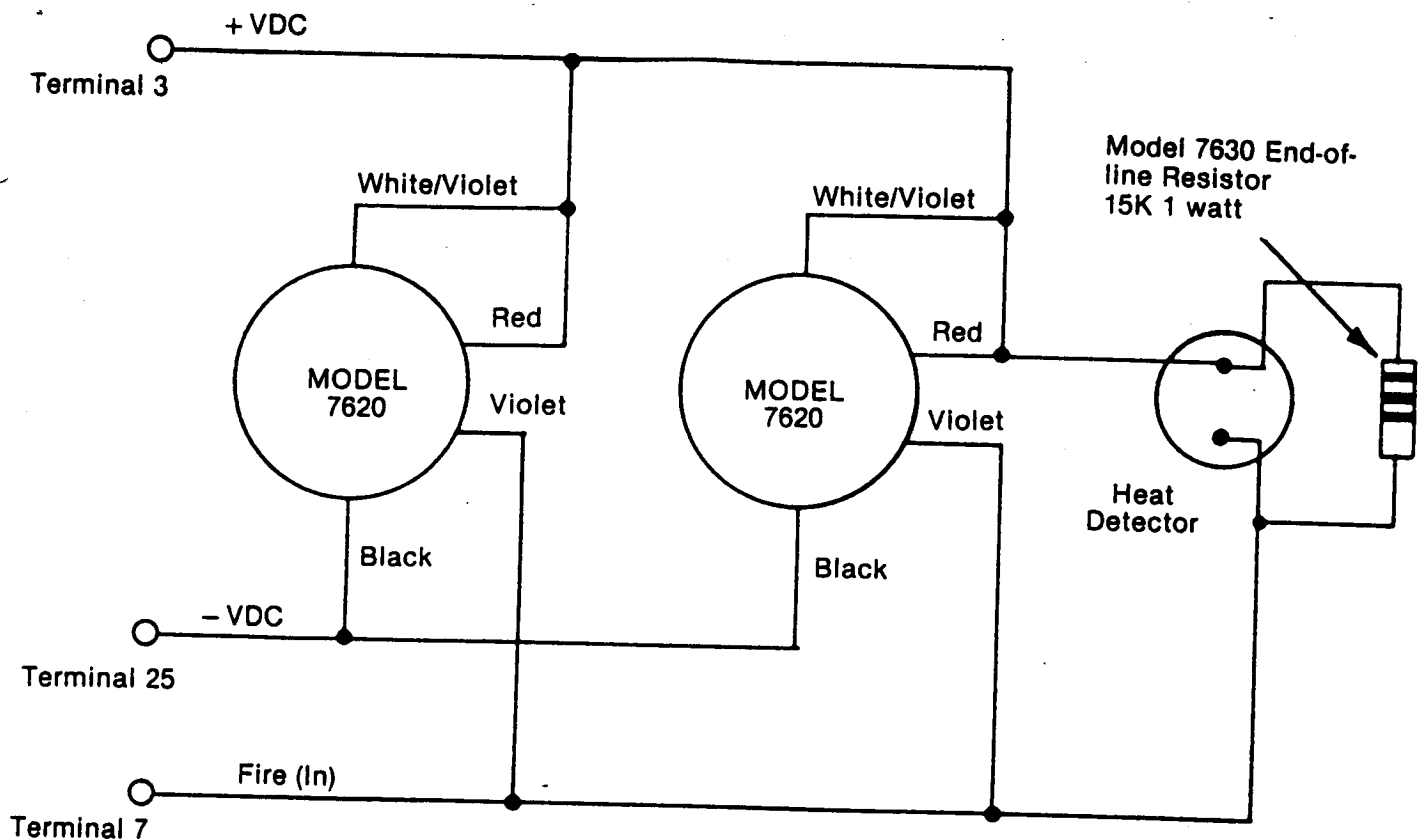 + VDC
Terminal 3
White/Violet
White/Violet
Model 7630 End-of-
line Resistor
15K 1 watt
Red
Red
MODEL
7620
MODEL
7620
Violet
Violet
Heat
Detector
Black
Black
– VDC
Terminal 25
Fire (In)
Terminal 7